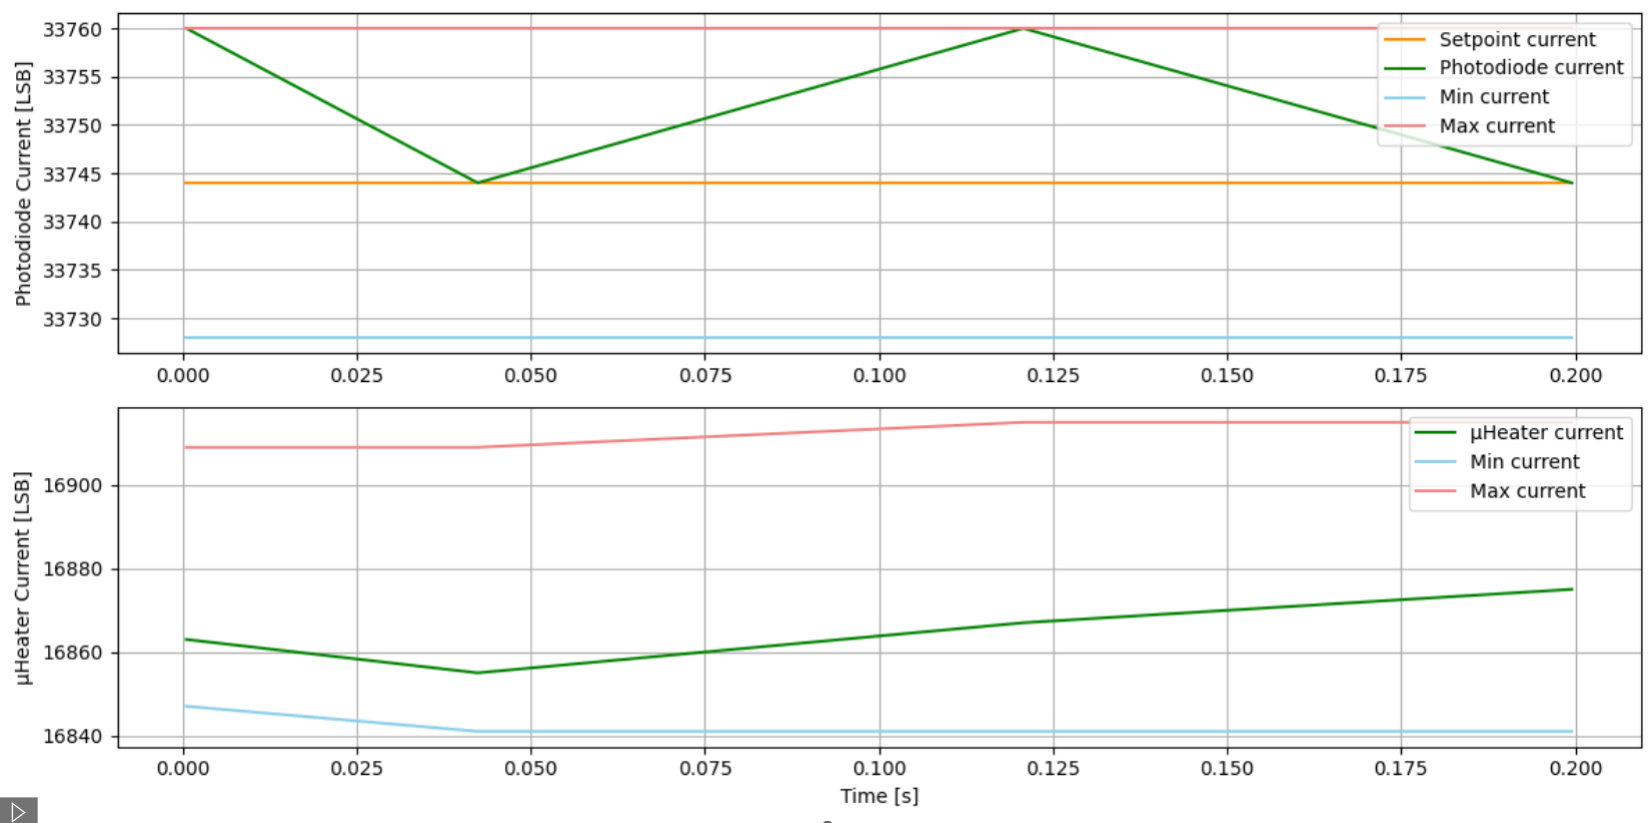 Photodiode Current [LSB]
33760
33755
33750
33745
33740
33735
33730
Setpoint current
Photodiode current
Min current
Max current
0.000 0.025 0.050 0.075 0.100 0.125 0.150 0.175 0.200
µHeater Current [LSB]
16900
16880
16860
16840
µHeater current
Min current
Max current
0.000 0.025 0.050 0.075 0.100 0.125 0.150 0.175 0.200
Time [s]